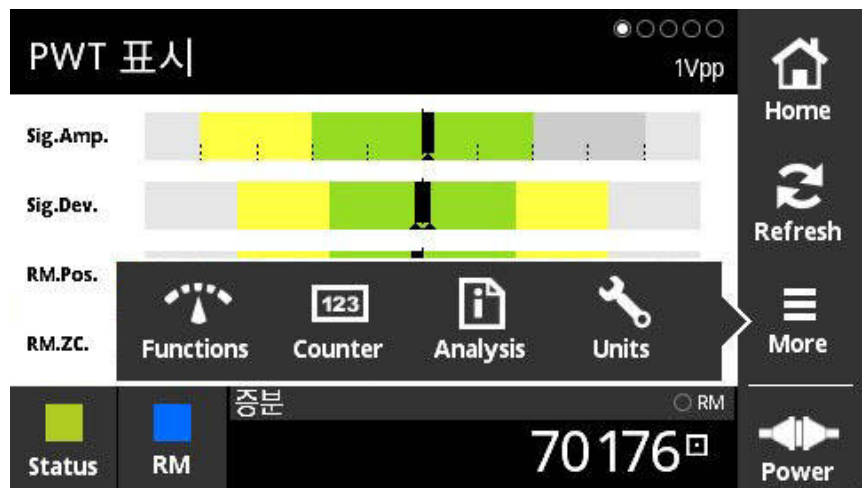 PWT 표시
1Vpp
Home
Sig.Amp.
Sig.Dev.
Refresh
RM.Pos.
RM.ZC.
Functions
123
Counter
i
Analysis
Units
More
증분
RM
70176
Status
RM
Power